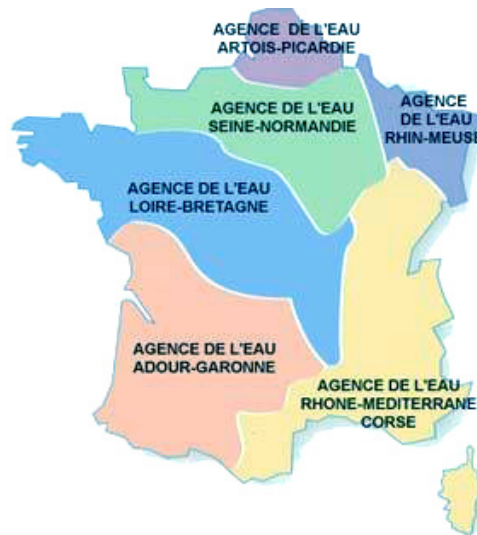 AGENCE DE L'EAU
ARTOIS-PICARDIE
AGENCE DE L'EAU
SEINE-NORMANDIE
AGENCE
DE L'EAU
RHIN-MEUSE
AGENCE DE L'EAU
LOIRE-BRETAGNE
AGENCE DE L'EAU
ADOUR-GARONNE
AGENCE DE L'EAU
RHONE-MEDITERRANE
CORSE